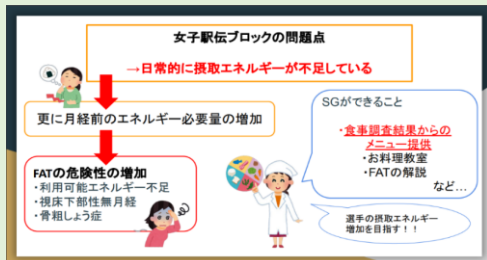 女子駅伝ブロックの問題点
→日常的に摂取エネルギーが不足している
更に月経前のエネルギー必要量の増加
FATの危険性の増加
・利用可能エネルギー不足
・視床下部性無月経
・骨粗しょう症
SGができること
・食事調査結果からの
メニュー提供
・お料理教室
・FATの解説
など…
選手の摂取エネルギー
増加を目指す！！